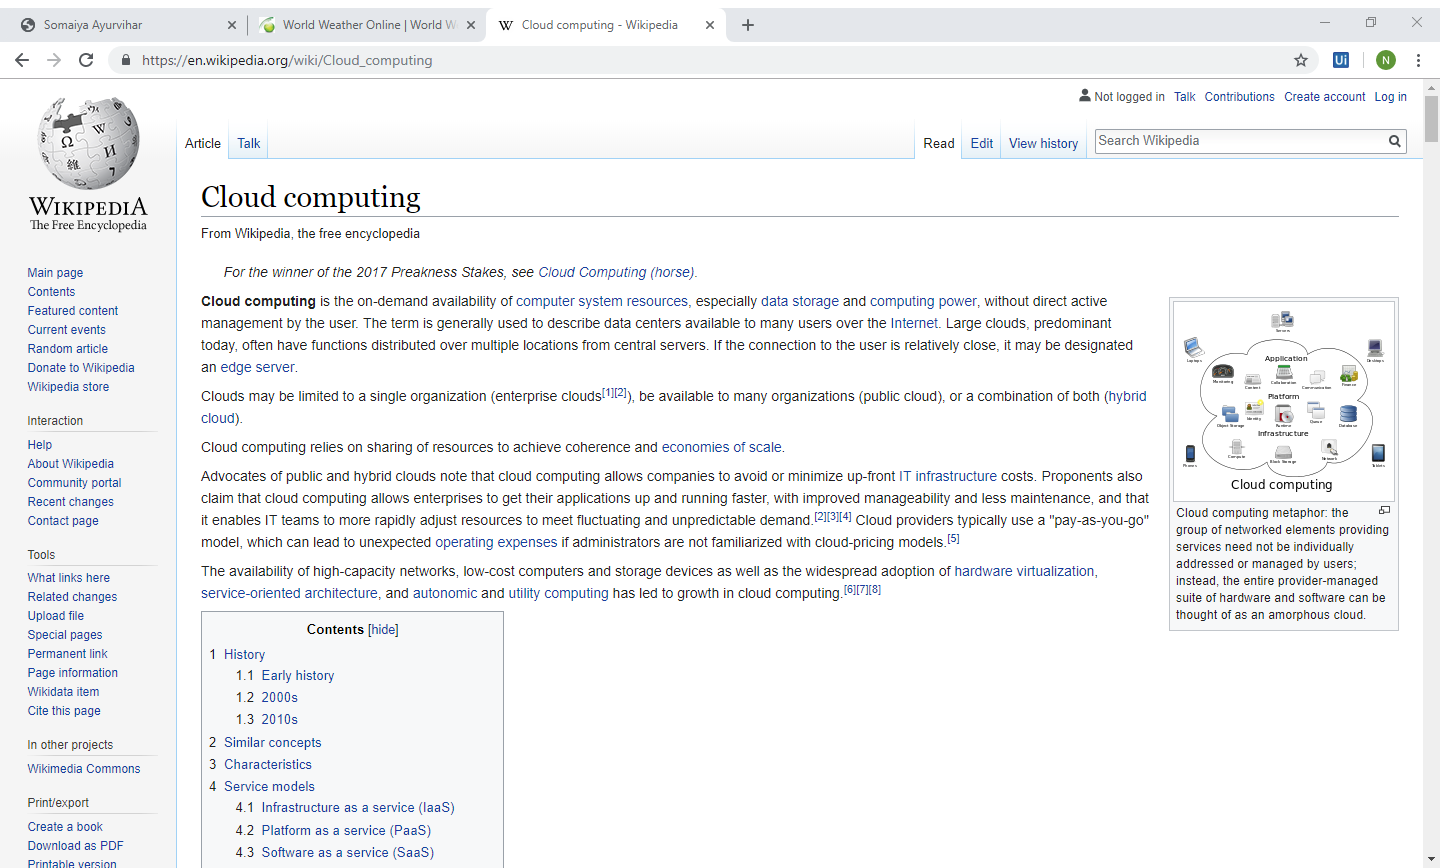 Somaiya Ayurvihar
World Weather Online | World W
Cloud computing - Wikipedia
https://en.wikipedia.org/wiki/Cloud_computing
Ui
N
Not logged in Talk Contributions Create account Log in
Article Talk
Read Edit View history
Search Wikipedia
WIKIPEDIA
The Free Encyclopedia
Main page
Contents
Featured content
Current events
Random article
Donate to Wikipedia
Wikipedia store
Interaction
Help
About Wikipedia
Community portal
Recent changes
Contact page
Tools
What links here
Related changes
Upload file
Special pages
Permanent link
Page information
Wikidata item
Cite this page
In other projects
Wikimedia Commons
Print/export
Create a book
Download as PDF
Printable version
Cloud computing
From Wikipedia, the free encyclopedia
For the winner of the 2017 Preakness Stakes, see Cloud Computing (horse).
Cloud computing is the on-demand availability of computer system resources, especially data storage and computing power, without direct active
management by the user. The term is generally used to describe data centers available to many users over the Internet. Large clouds, predominant
today, often have functions distributed over multiple locations from central servers. If the connection to the user is relatively close, it may be designated
an edge server.
Clouds may be limited to a single organization (enterprise clouds[1][2]), be available to many organizations (public cloud), or a combination of both (hybrid
cloud).
Cloud computing relies on sharing of resources to achieve coherence and economies of scale.
Advocates of public and hybrid clouds note that cloud computing allows companies to avoid or minimize up-front IT infrastructure costs. Proponents also
claim that cloud computing allows enterprises to get their applications up and running faster, with improved manageability and less maintenance, and that
it enables IT teams to more rapidly adjust resources to meet fluctuating and unpredictable demand.[2][3][4] Cloud providers typically use a "pay-as-you-go"
model, which can lead to unexpected operating expenses if administrators are not familiarized with cloud-pricing models.[5]
The availability of high-capacity networks, low-cost computers and storage devices as well as the widespread adoption of hardware virtualization,
service-oriented architecture, and autonomic and utility computing has led to growth in cloud computing.[6][7][8]
Contents [hide]
1 History
1.1 Early history
1.2 2000s
1.3 2010s
2 Similar concepts
3 Characteristics
4 Service models
4.1 Infrastructure as a service (IaaS)
4.2 Platform as a service (PaaS)
4.3 Software as a service (SaaS)
Servers
Laptops
Desktops
Application
Monitoring
Content
Collaboration
Communication
Finance
Platform
Object Storage
Identity
Runtime
Queue
Database
Infrastructure
Compute
Block Storage
Network
Phones
Tablets
Cloud computing
Cloud computing metaphor: the
group of networked elements providing
services need not be individually
addressed or managed by users;
instead, the entire provider-managed
suite of hardware and software can be
thought of as an amorphous cloud.